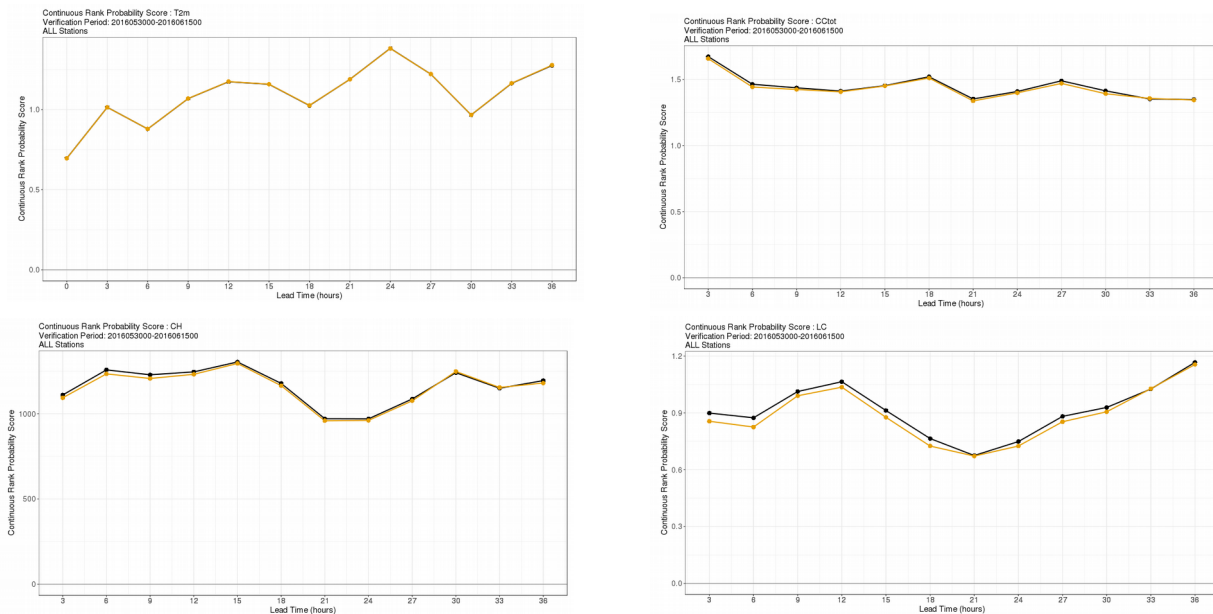 Continuous Rank Probability Score : T2m
Verification Period: 2016053000-2016061500
ALL Stations
Continuous Rank Probability Score
1.0
0.5
0.0
0 3 6 9 12 15 18 21 24 27 30 33 36
Lead Time (hours)
Continuous Rank Probability Score : CCtot
Verification Period: 2016053000-2016061500
ALL Stations
Continuous Rank Probability Score
1.5
1.0
0.5
0.0
3 6 9 12 15 18 21 24 27 30 33 36
Lead Time (hours)
Continuous Rank Probability Score : CH
Verification Period: 2016053000-2016061500
ALL Stations
Continuous Rank Probability Score
1000
500
0
3 6 9 12 15 18 21 24 27 30 33 36
Lead Time (hours)
Continuous Rank Probability Score : LC
Verification Period: 2016053000-2016061500
ALL Stations
Continuous Rank Probability Score
1.2
0.9
0.6
0.3
0.0
3 6 9 12 15 18 21 24 27 30 33 36
Lead Time (hours)